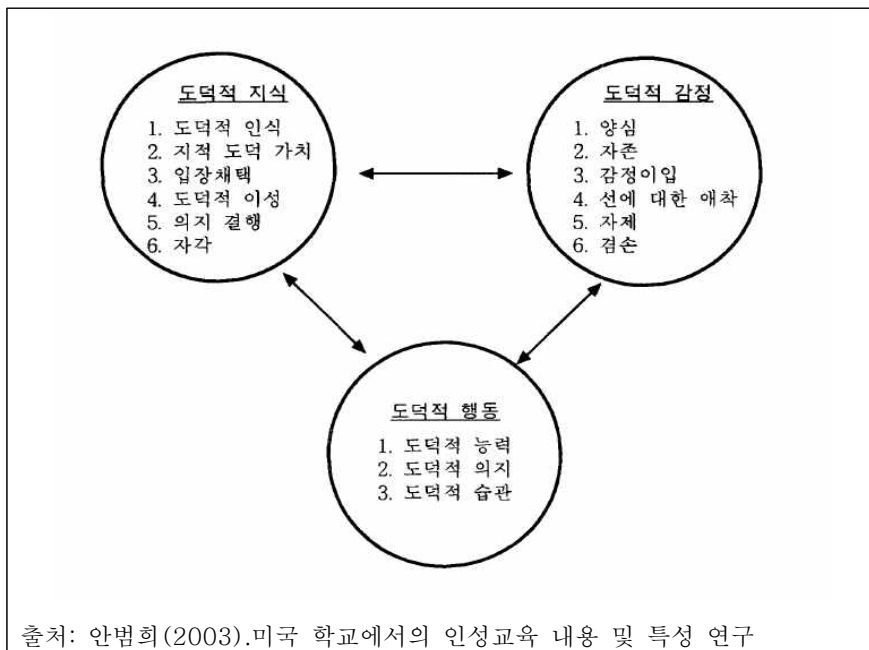 도덕적 지식
1. 도덕적 인식
2. 지적 도덕 가치
3. 입장채택
4. 도덕적 이성
5. 의지 결행
6. 자각
도덕적 감정
1. 양심
2. 자존
3. 감정이입
4. 선에 대한 애착
5. 자제
6. 겸손
도덕적 행동
1. 도덕적 능력
2. 도덕적 의지
3. 도덕적 습관
출처: 안범희(2003).미국 학교에서의 인성교육 내용 및 특성 연구